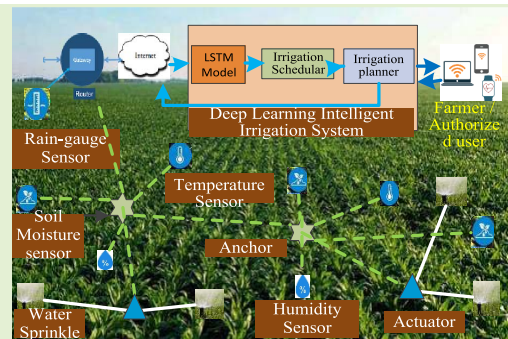 Gateway
Internet
Router
LSTM
Model
Irrigation
Schedular
Irrigation
planner
Deep Learning Intelligent
Irrigation System
Farmer /
Authorize
d user
Rain-gauge
Sensor
Temperature
Sensor
Soil
Moisture
sensor
Anchor
%
%
Water
Sprinkle
Humidity
Sensor
Actuator